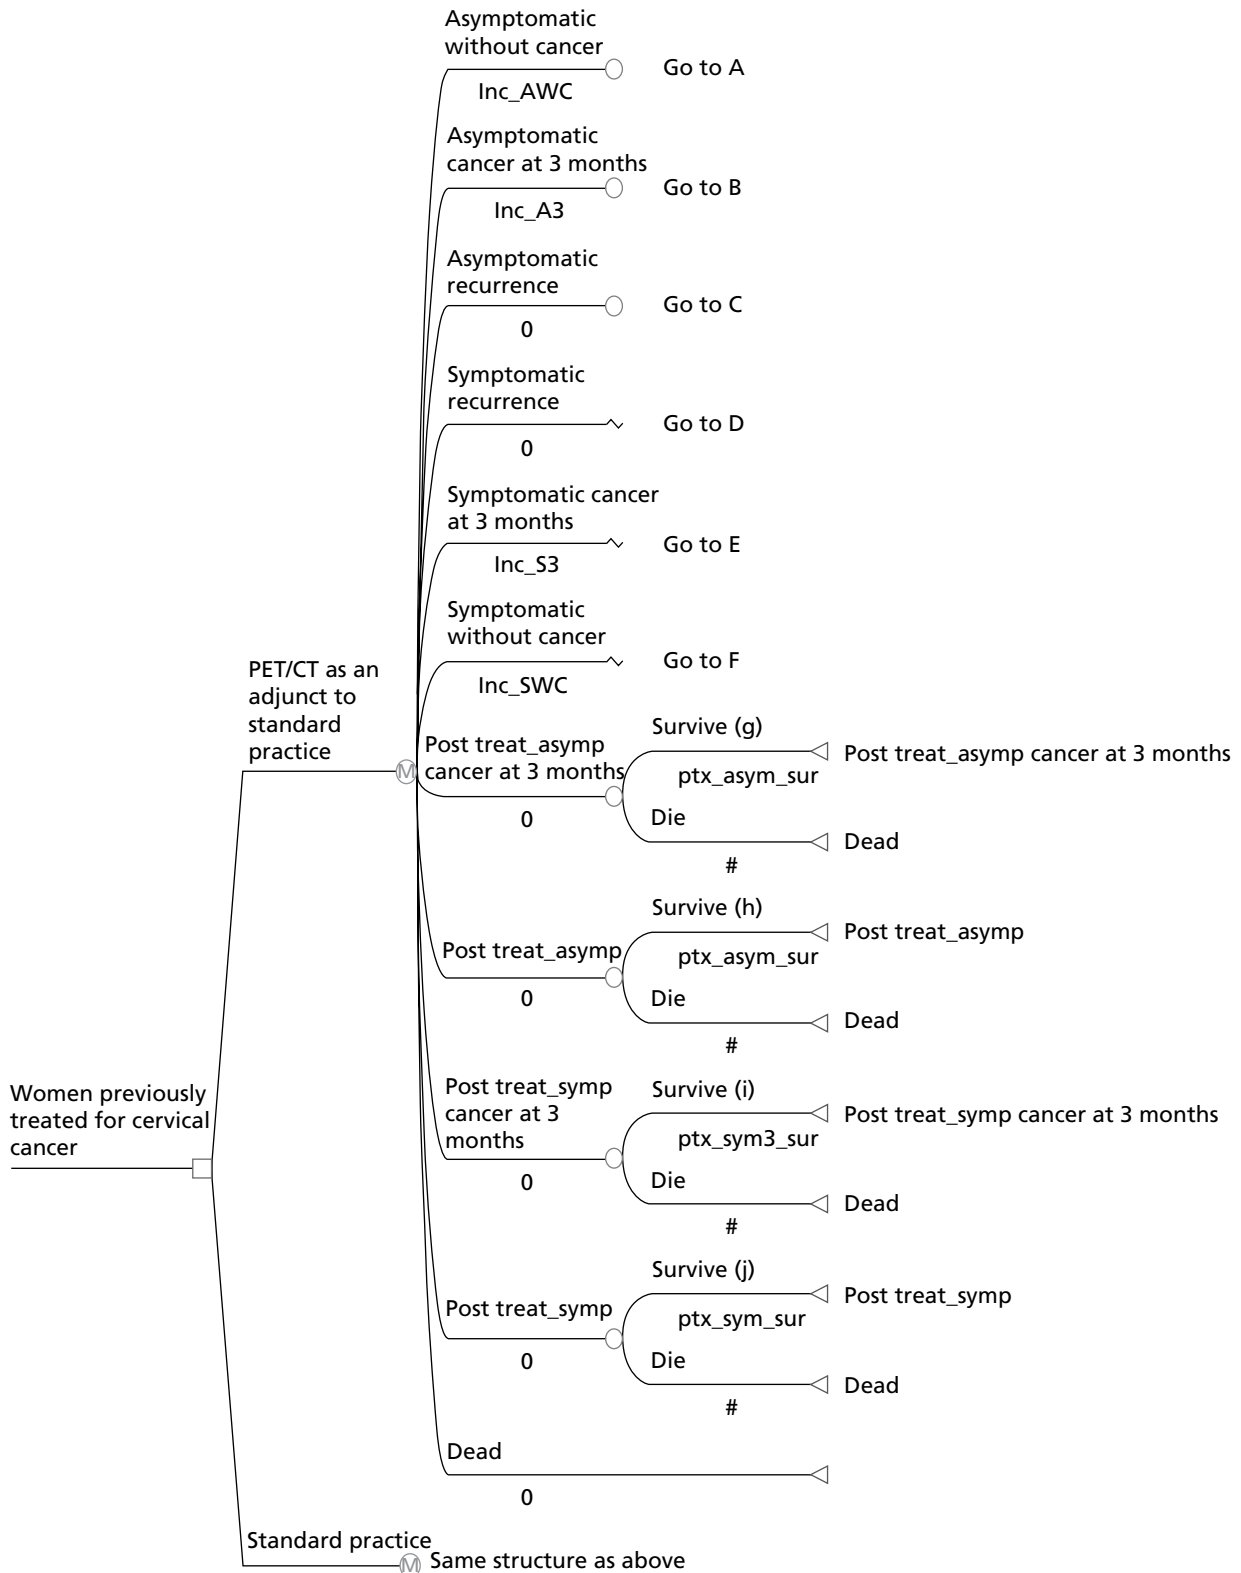 Asymptomatic
without cancer
Go to A
Inc_AWC
Asymptomatic
cancer at 3 months
Go to B
Inc_A3
Asymptomatic
recurrence
Go to C
0
Symptomatic
recurrence
Go to D
0
Symptomatic cancer
at 3 months
Go to E
Inc_S3
Symptomatic
without cancer
Go to F
Inc_SWC
PET/CT as an
adjunct to
standard
practice
M
Post treat_asymp
cancer at 3 months
0
Survive (g)
Post treat_asymp cancer at 3 months
ptx_asym_sur
Die
Dead
#
Post treat_asymp
0
Survive (h)
Post treat_asymp
ptx_asym_sur
Die
Dead
#
Women previously
treated for cervical
cancer
Post treat_symp
cancer at 3
months
0
Survive (i)
Post treat_symp cancer at 3 months
ptx_sym3_sur
Die
Dead
#
Post treat_symp
0
Survive (j)
Post treat_symp
ptx_sym_sur
Die
Dead
#
Dead
0
Standard practice
M
Same structure as above